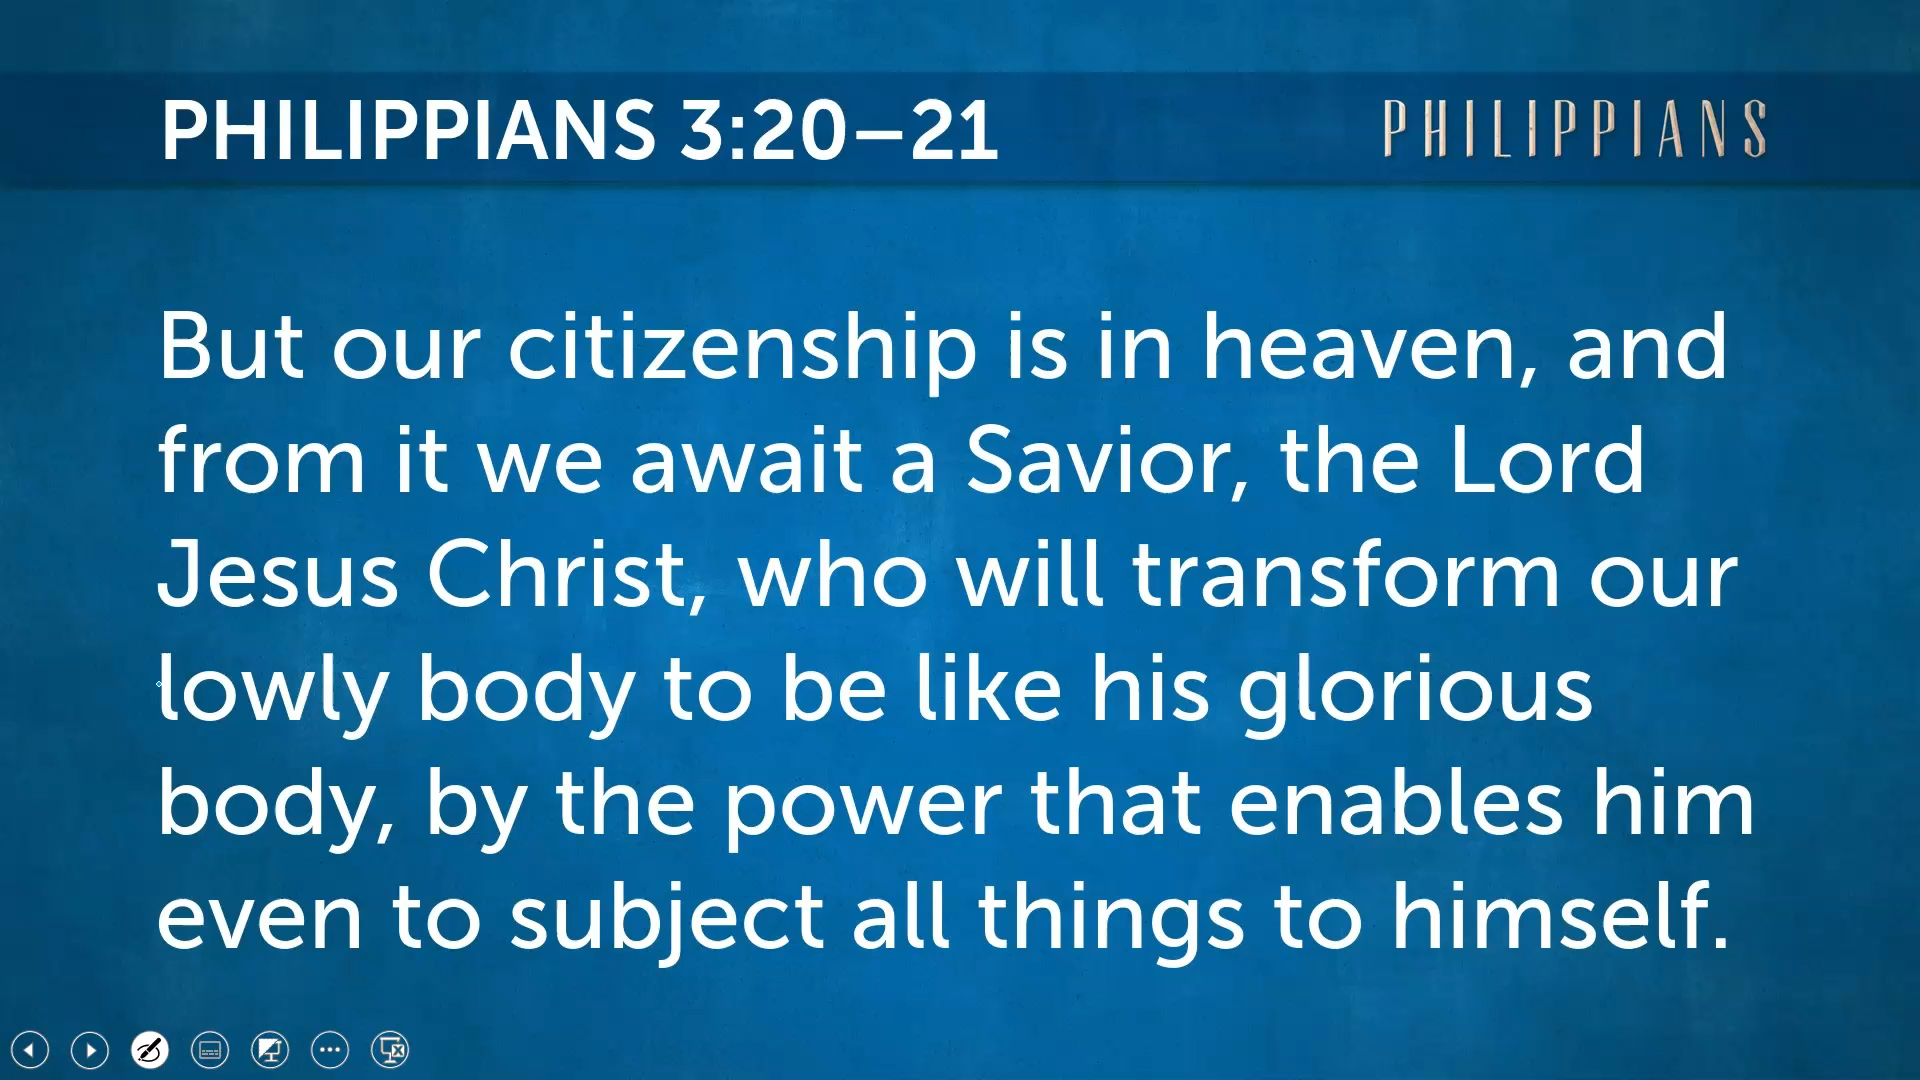 PHILIPPIANS 3:20–21
PHILIPPIANS
But our citizenship is in heaven, and
from it we await a Savior, the Lord
Jesus Christ, who will transform our
lowly body to be like his glorious
body, by the power that enables him
even to subject all things to himself.